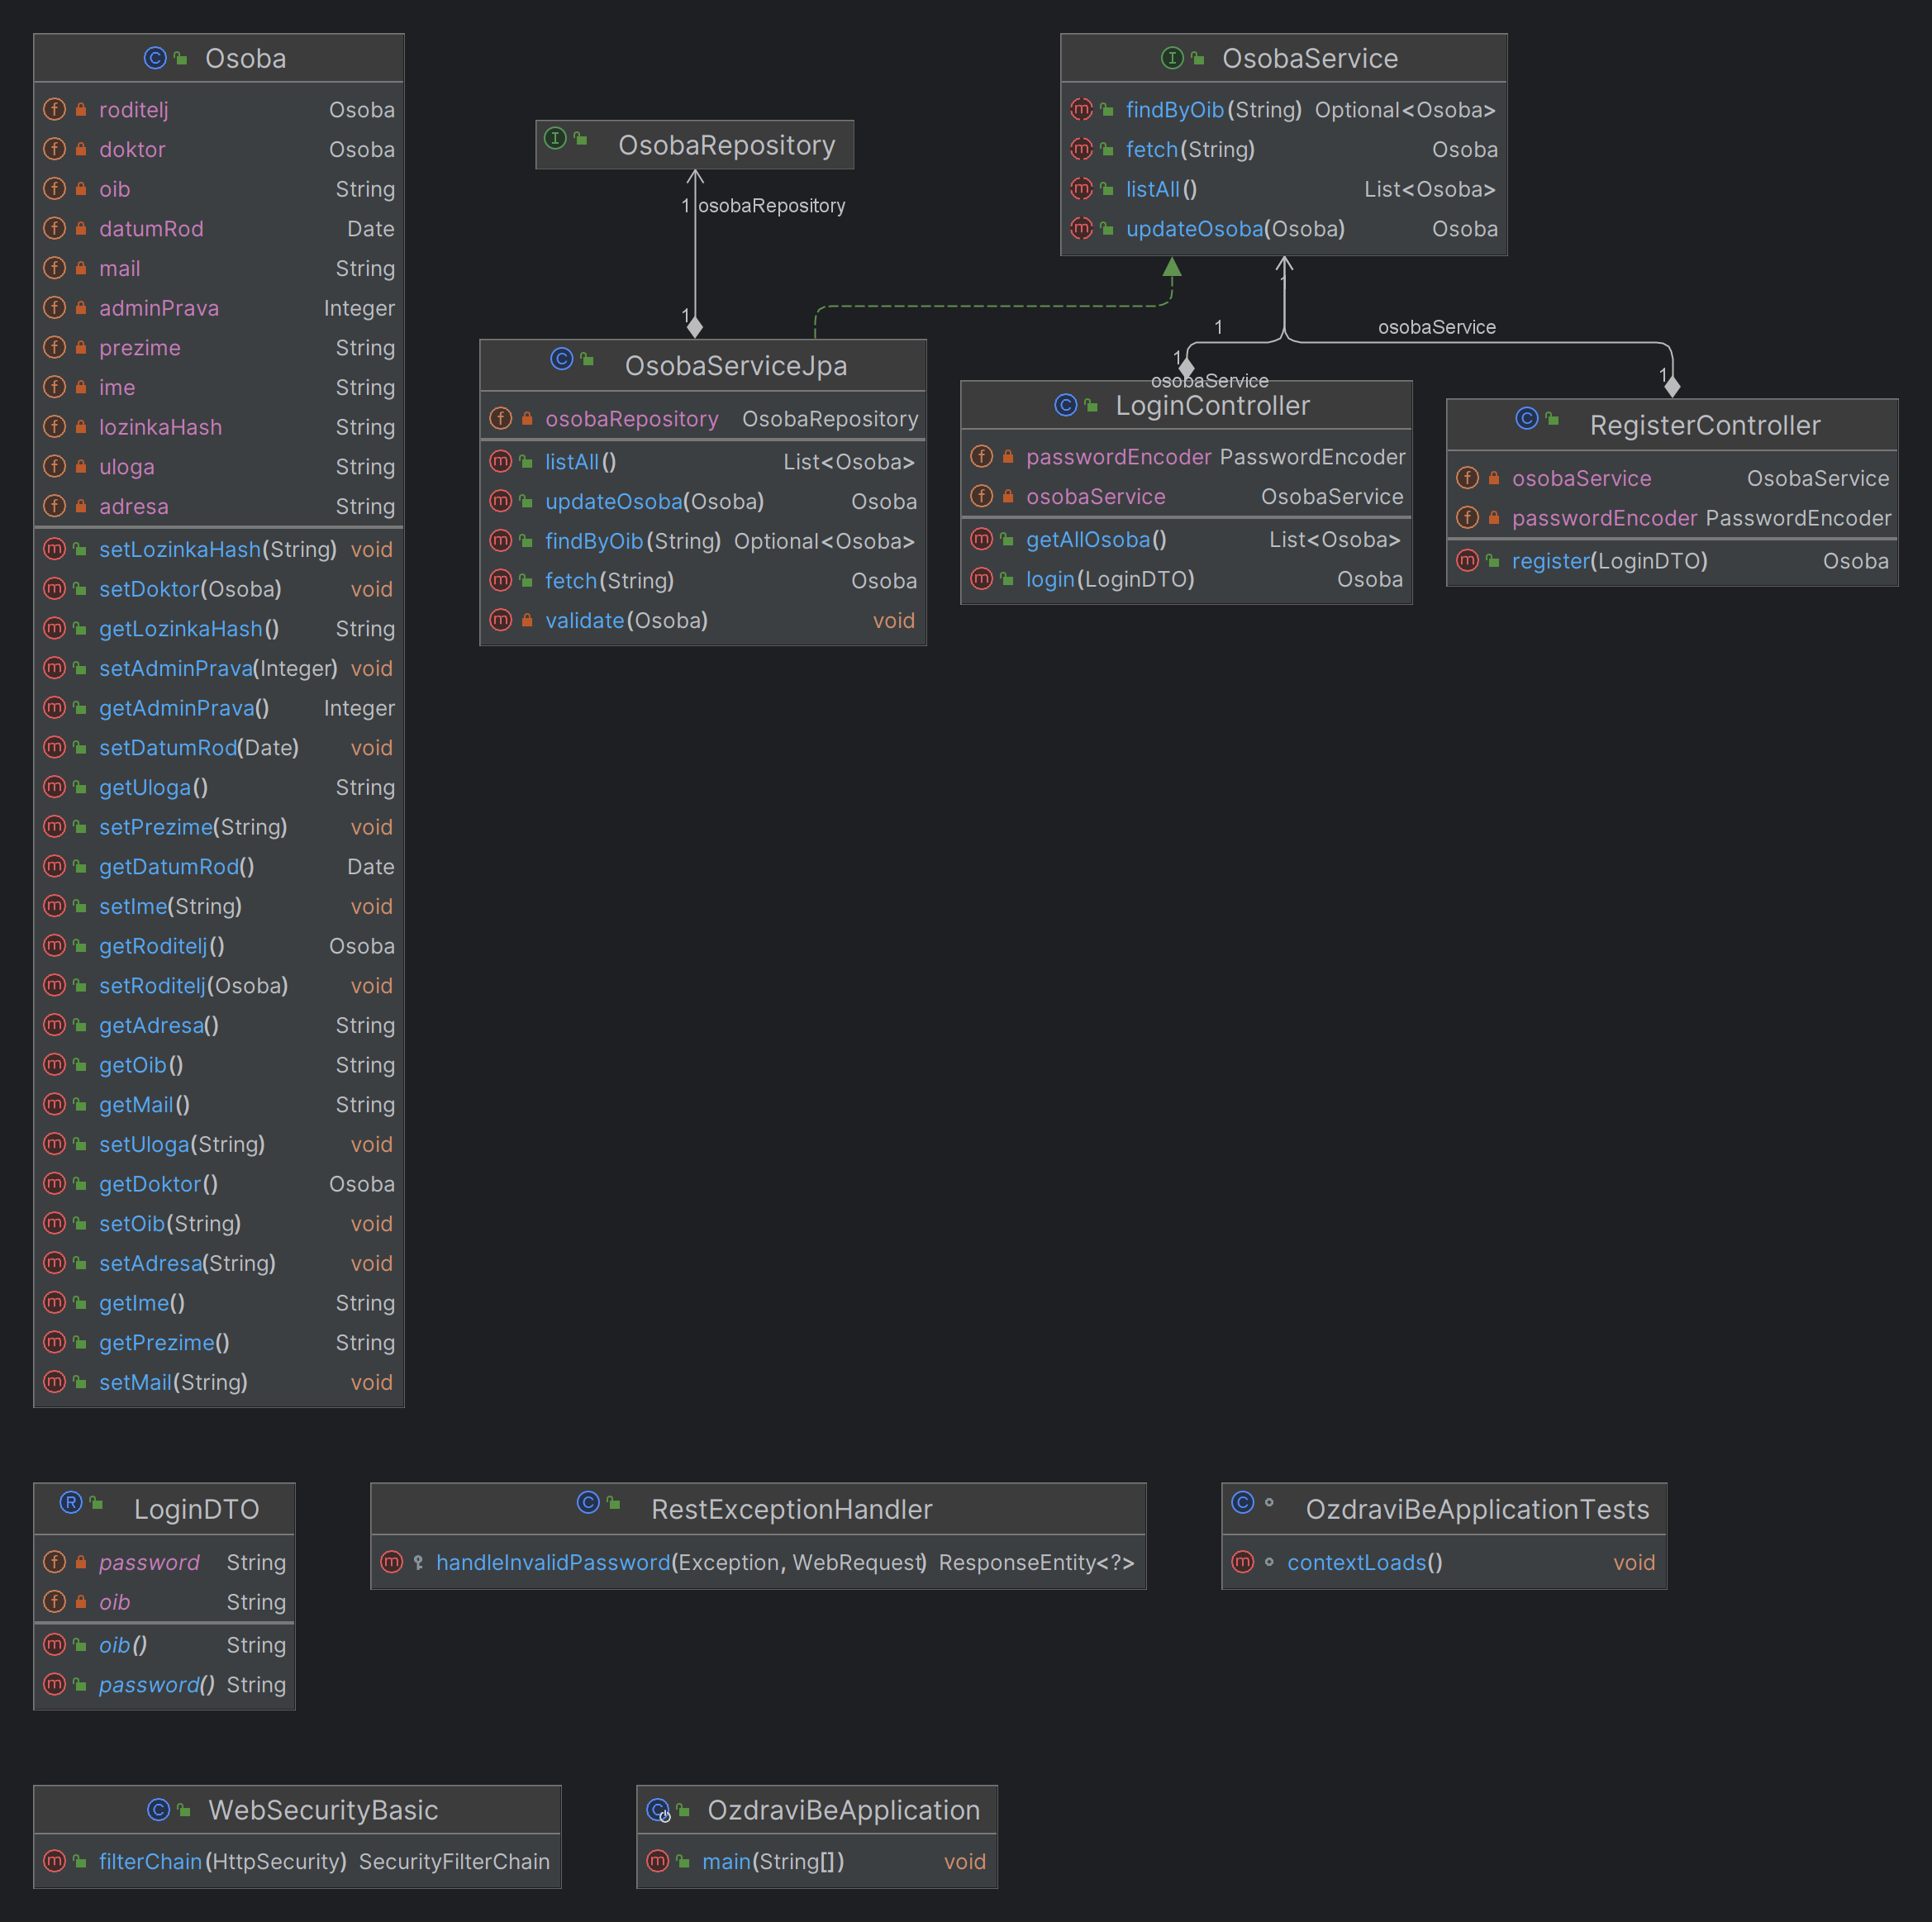 Osoba
roditelj Osoba
doktor Osoba
oib String
datumRod Date
mail String
adminPrava Integer
prezime String
ime String
lozinkaHash String
uloga String
adresa String
setLozinkaHash(String) void
setDoktor(Osoba) void
getLozinkaHash() String
setAdminPrava(Integer) void
getAdminPrava() Integer
setDatumRod(Date) void
getUloga() String
setPrezime(String) void
getDatumRod() Date
setIme(String) void
getRoditelj() Osoba
setRoditelj(Osoba) void
getAdresa() String
getOib() String
getMail() String
setUloga(String) void
getDoktor() Osoba
setOib(String) void
setAdresa(String) void
getIme() String
getPrezime() String
setMail(String) void
OsobaRepository
1 osobaRepository
1
OsobaServiceJpa
osobaRepository OsobaRepository
listAll() List<Osoba>
updateOsoba(Osoba) Osoba
findByOib(String) Optional<Osoba>
fetch(String) Osoba
validate(Osoba) void
OsobaService
findByOib(String) Optional<Osoba>
fetch(String) Osoba
listAll() List<Osoba>
updateOsoba(Osoba) Osoba
1
1 osobaService
1
1
osobaService
LoginController
passwordEncoder PasswordEncoder
osobaService OsobaService
getAllOsoba() List<Osoba>
login(LoginDTO) Osoba
RegisterController
osobaService OsobaService
passwordEncoder PasswordEncoder
register(LoginDTO) Osoba
LoginDTO
password String
oib String
oib() String
password() String
RestExceptionHandler
handleInvalidPassword(Exception, WebRequest) ResponseEntity<?>
OzdraviBeApplicationTests
contextLoads() void
WebSecurityBasic
filterChain(HttpSecurity) SecurityFilterChain
OzdraviBeApplication
main(String[]) void